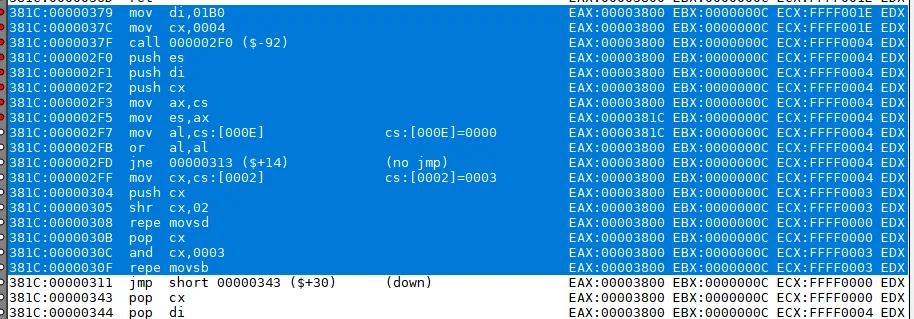 381C:00000379 mov di,01B0 EAX:00003800 EBX:0000000C ECX:FFFF001E EDX
381C:0000037C mov cx,0004 EAX:00003800 EBX:0000000C ECX:FFFF001E EDX
381C:0000037F call 000002F0 ($-92) EAX:00003800 EBX:0000000C ECX:FFFF0004 EDX
381C:000002F0 push es EAX:00003800 EBX:0000000C ECX:FFFF0004 EDX
381C:000002F1 push di EAX:00003800 EBX:0000000C ECX:FFFF0004 EDX
381C:000002F2 push cx EAX:00003800 EBX:0000000C ECX:FFFF0004 EDX
381C:000002F3 mov ax,cs EAX:00003800 EBX:0000000C ECX:FFFF0004 EDX
381C:000002F5 mov es,ax EAX:0000381C EBX:0000000C ECX:FFFF0004 EDX
381C:000002F7 mov al,cs:[000E] cs:[000E]=0000 EAX:0000381C EBX:0000000C ECX:FFFF0004 EDX
381C:000002FB or al,al EAX:00003800 EBX:0000000C ECX:FFFF0004 EDX
381C:000002FD jne 00000313 ($+14) (no jmp) EAX:00003800 EBX:0000000C ECX:FFFF0004 EDX
381C:000002FF mov cx,cs:[0002] cs:[0002]=0003 EAX:00003800 EBX:0000000C ECX:FFFF0004 EDX
381C:00000304 push cx EAX:00003800 EBX:0000000C ECX:FFFF0003 EDX
381C:00000305 shr cx,02 EAX:00003800 EBX:0000000C ECX:FFFF0003 EDX
381C:00000308 repe movsd EAX:00003800 EBX:0000000C ECX:FFFF0000 EDX
381C:0000030B pop cx EAX:00003800 EBX:0000000C ECX:FFFF0000 EDX
381C:0000030C and cx,0003 EAX:00003800 EBX:0000000C ECX:FFFF0003 EDX
381C:0000030F repe movsb EAX:00003800 EBX:0000000C ECX:FFFF0003 EDX
381C:00000311 jmp short 00000343 ($+30) (down) EAX:00003800 EBX:0000000C ECX:FFFF0000 EDX
381C:00000343 pop cx EAX:00003800 EBX:0000000C ECX:FFFF0000 EDX
381C:00000344 pop di EAX:00003800 EBX:0000000C ECX:FFFF0004 EDX